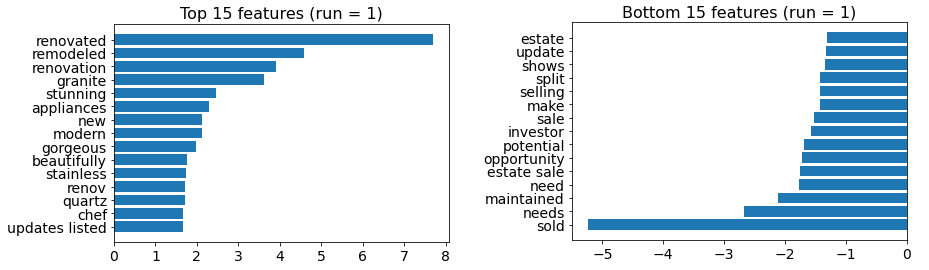 Top 15 features (run = 1)
renovated
remodeled
renovation
granite
stunning
appliances
new
modern
gorgeous
beautifully
stainless
renov
quartz
chef
updates listed
0 1 2 3 4 5 6 7 8
Bottom 15 features (run = 1)
estate
update
shows
split
selling
make
sale
investor
potential
opportunity
estate sale
need
maintained
needs
sold
−5 −4 −3 −2 −1 0